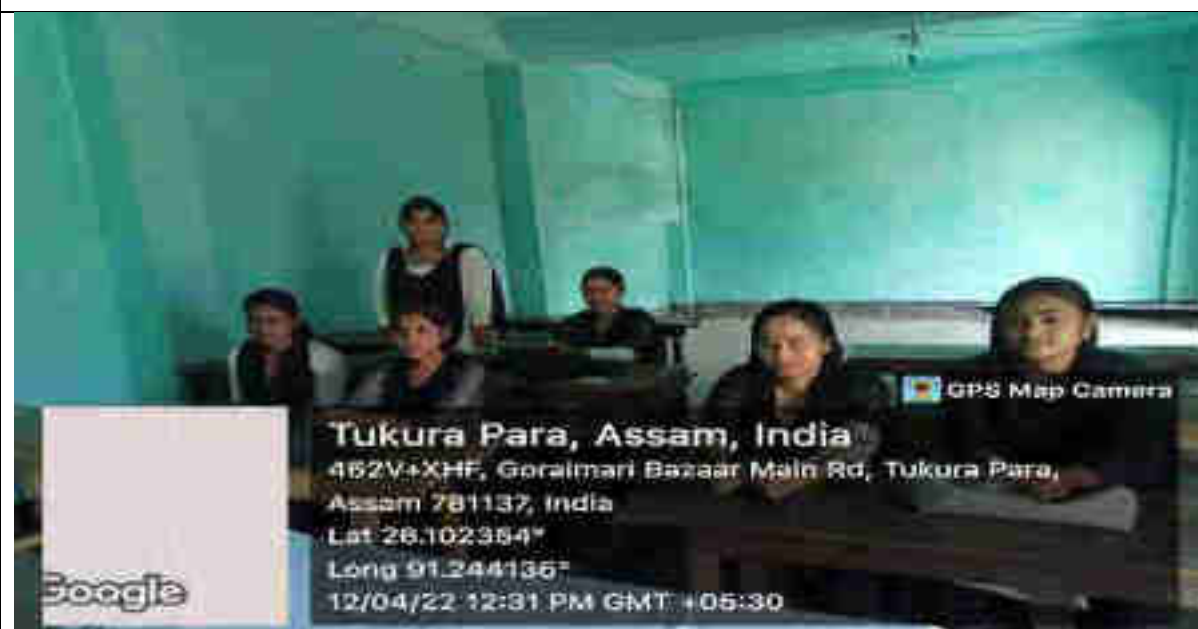 GPS Map Camera
Tukura Para, Assam, India
462V+XHF, Goraimari Bazaar Main Rd, Tukura Para,
Assam 781137, India
Lat 26.102354°
Long 91.244136°
12/04/22 12:31 PM GMT +05:30
Google